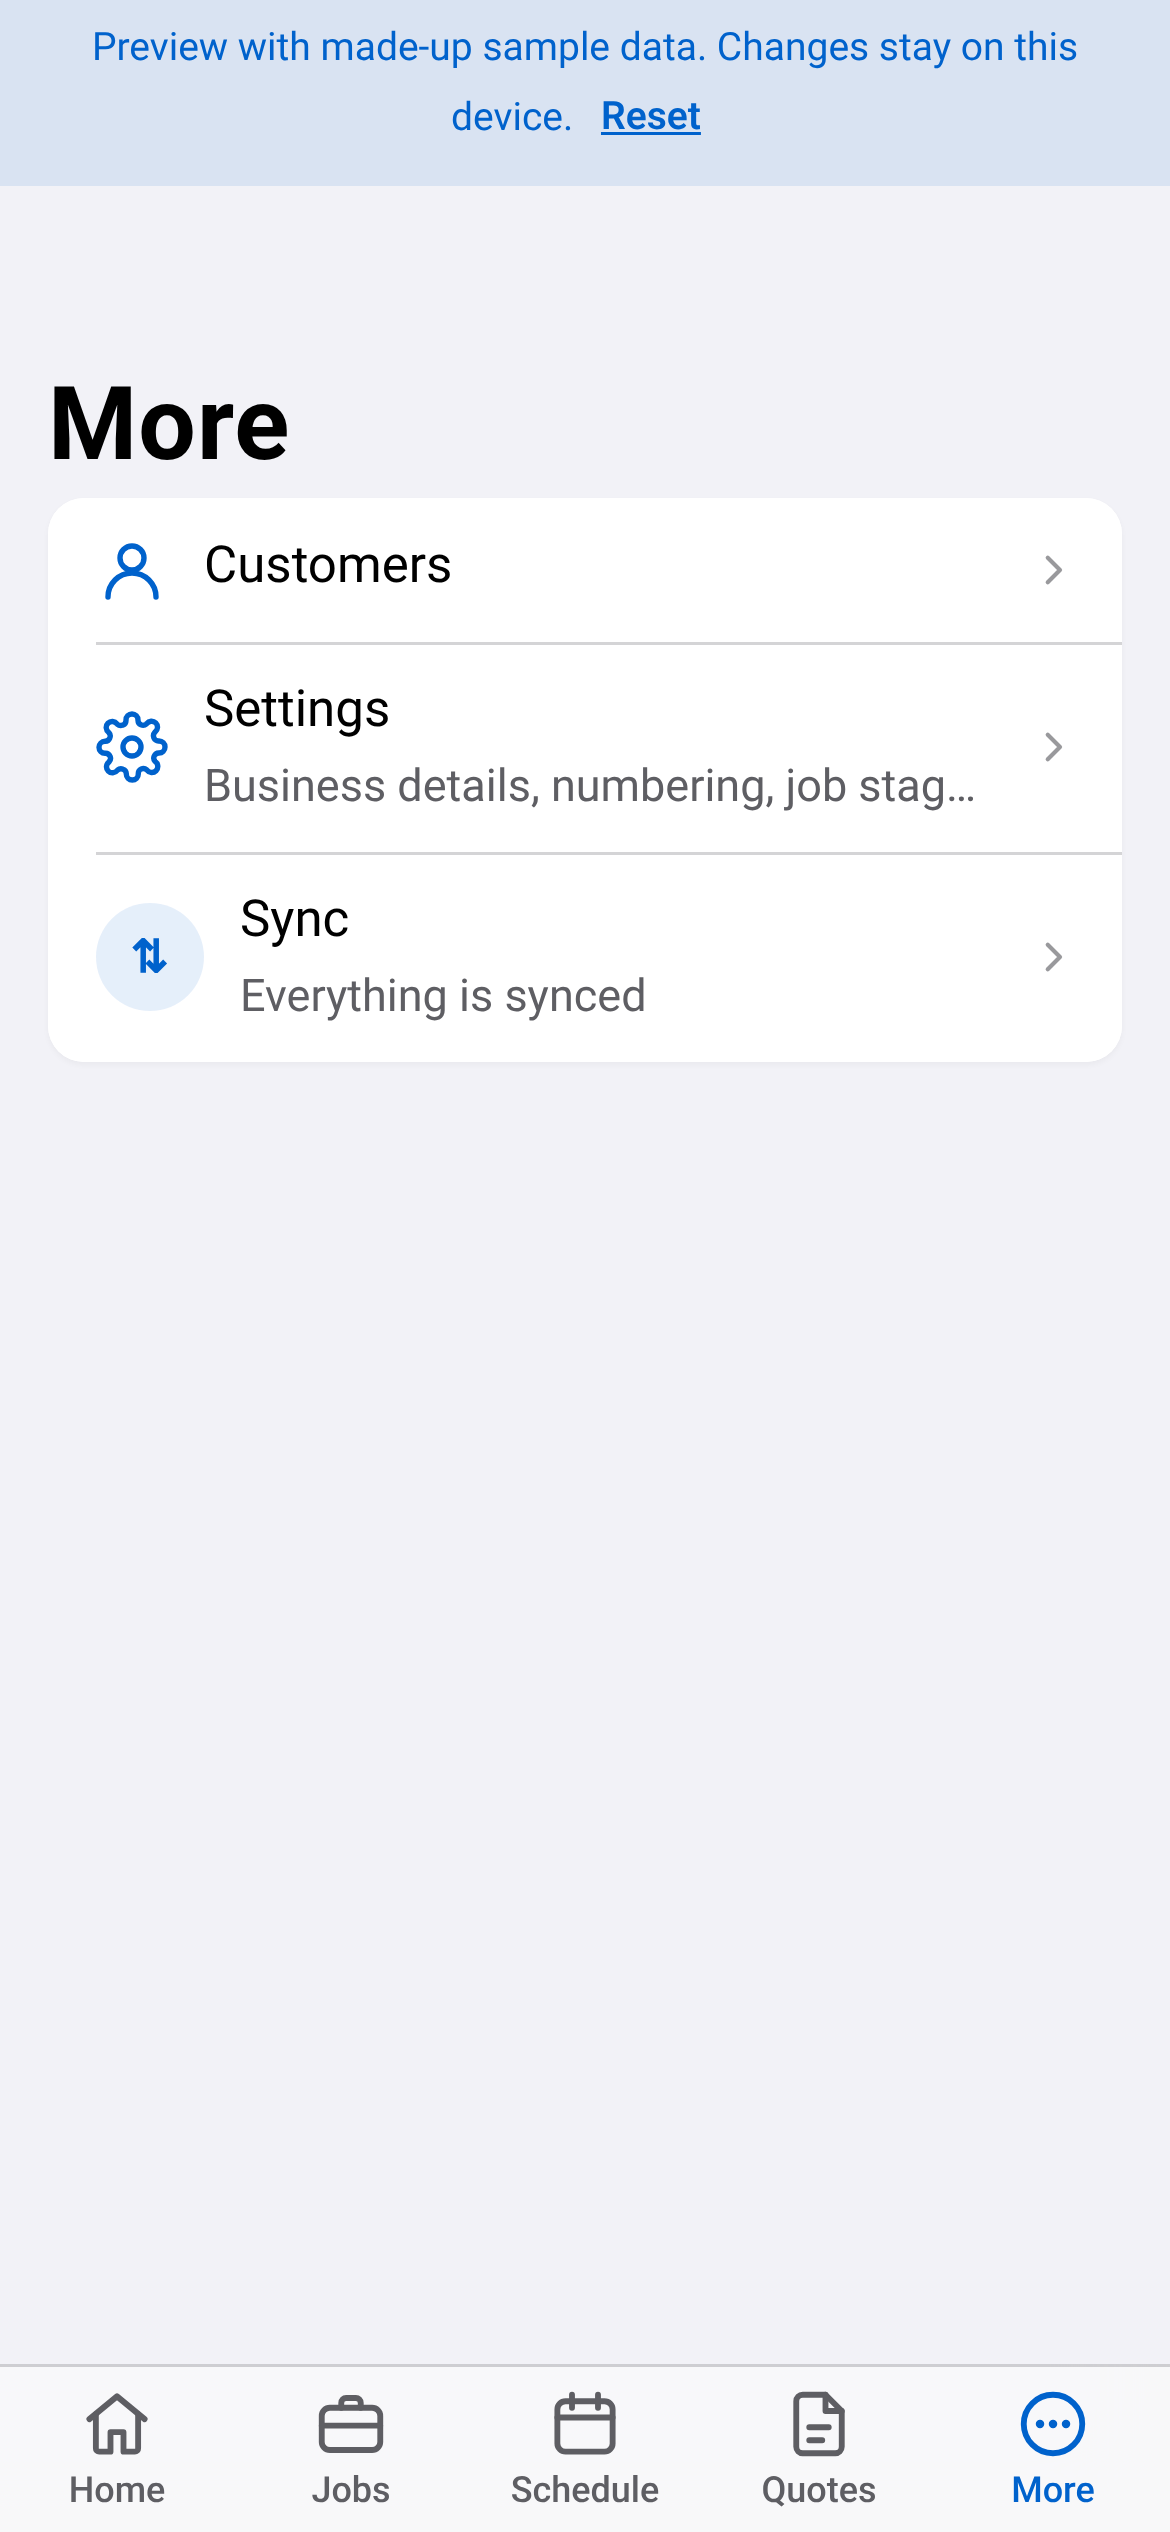 Preview with made-up sample data. Changes stay on this
device. Reset
More
Customers
Settings
Business details, numbering, job stag...
Sync
Everything is synced
Home
Jobs
Schedule
Quotes
More